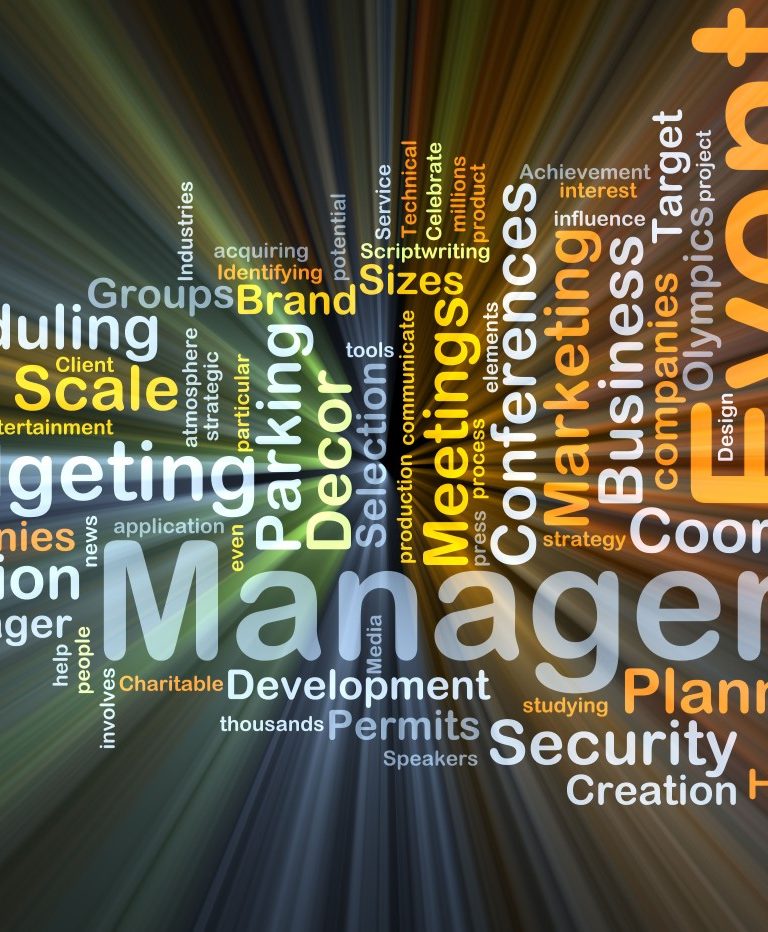 Event
Target
project
Olympics
companies
Design
Business
Achievement
interest
influence
Marketing
Conferences
elements
millions
product
Celebrate
Technical
Service
potential
Scriptwriting
Sizes
Meetings
communicate
production
process
press
Industries
acquiring
Identifying
Groups
Brand
duling
Client
Scale
tertainment
atmosphere
strategic
particular
Parking
Decor
tools
Selection
dgeting
nies
news
application
even
ion
Manager
strategy
Coor
ager
help
people
involves
Charitable
Development
Media
thousands
Permits
Speakers
studying
Plann
Security
Creation
T